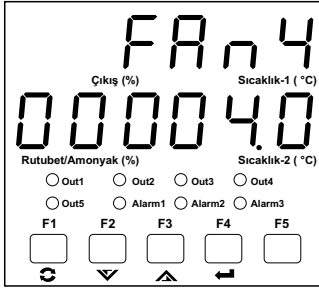 FAn4
Çıkış (%) Sıcaklık-1 ( °C)
00004.0
Rutubet/Amonyak (%) Sıcaklık-2 ( °C)
Out1 Out2 Out3 Out4
Out5 Alarm1 Alarm2 Alarm3
F1 F2 F3 F4 F5